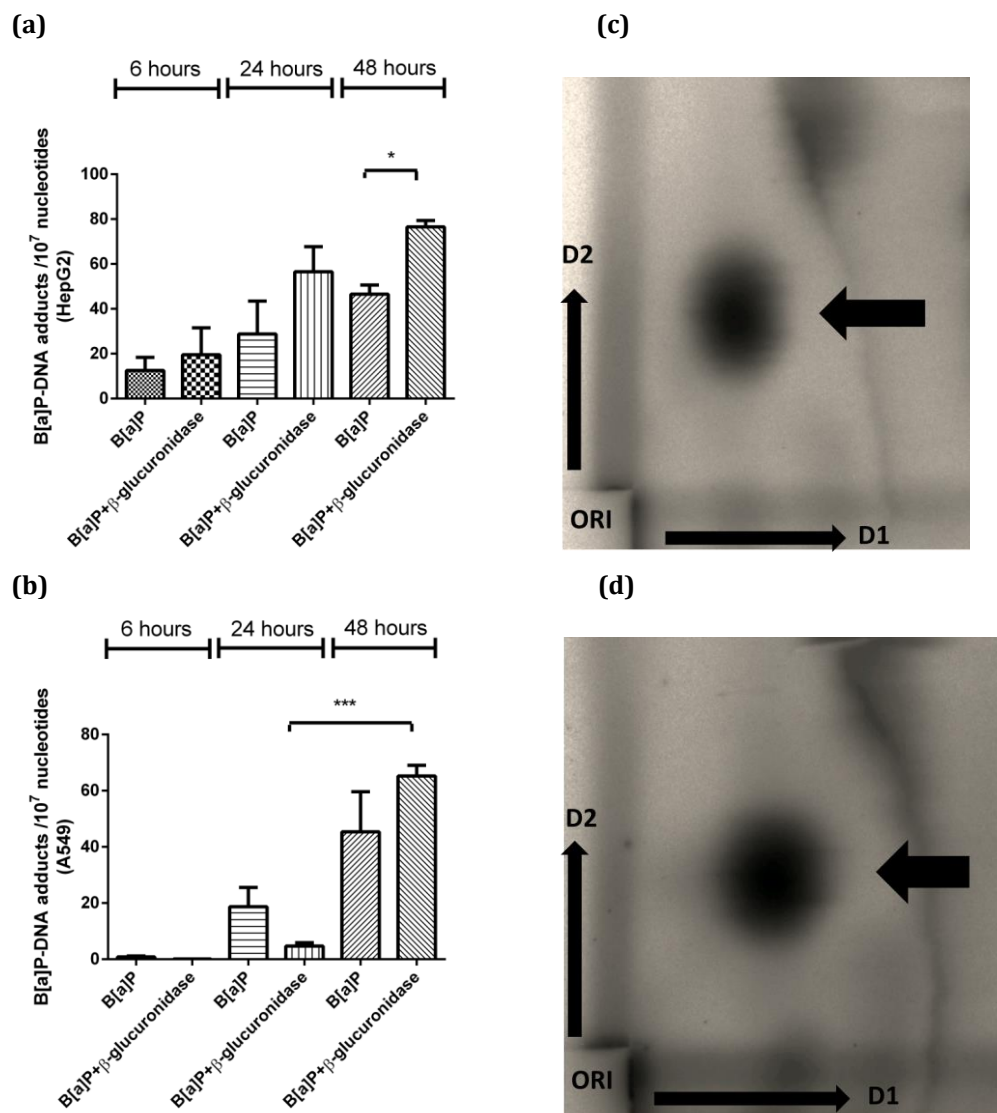 (a)
6 hours 24 hours 48 hours
B[a]P-DNA adducts /10⁷ nucleotides
(HepG2)
100
80
60
40
20
0
*
B[a]P
B[a]P+β-glucuronidase
B[a]P
B[a]P+β-glucuronidase
B[a]P
B[a]P+β-glucuronidase
(c)
D2
ORI
D1
(b)
6 hours 24 hours 48 hours
B[a]P-DNA adducts /10⁷ nucleotides
(A549)
80
60
40
20
0
***
B[a]P
B[a]P+β-glucuronidase
B[a]P
B[a]P+β-glucuronidase
B[a]P
B[a]P+β-glucuronidase
(d)
D2
ORI
D1